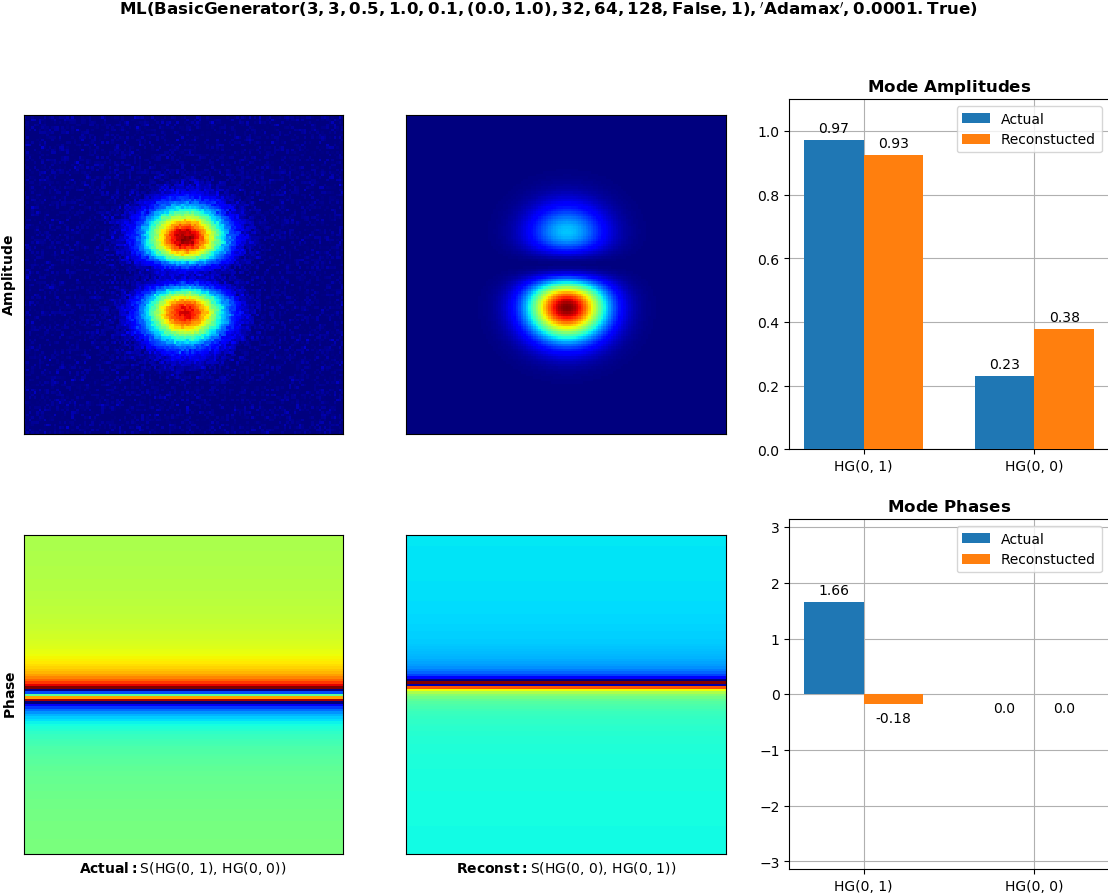 ML(BasicGenerator(3, 3, 0.5, 1.0, 0.1, (0.0, 1.0), 32, 64, 128, False, 1), ′Adamax′, 0.0001. True)
Amplitude
Mode Amplitudes
Actual
Reconstucted
0.97
0.93
0.23
0.38
1.0
0.8
0.6
0.4
0.2
0.0
HG(0, 1)
HG(0, 0)
Phase
Actual: S(HG(0, 1), HG(0, 0))
Reconst: S(HG(0, 0), HG(0, 1))
Mode Phases
Actual
Reconstucted
1.66
-0.18
0.0
0.0
3
2
1
0
−1
−2
−3
HG(0, 1)
HG(0, 0)